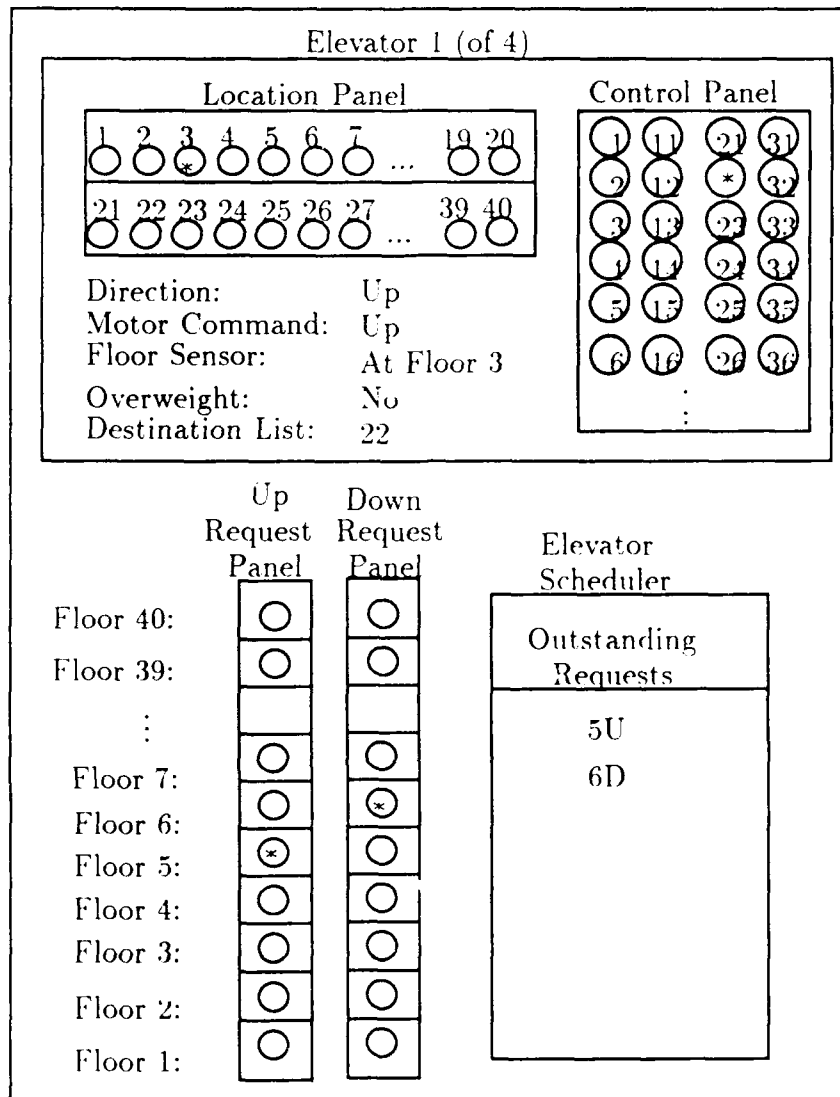 Elevator 1 (of 4)
Location Panel
1 2 3 4 5 6 7 ... 19 20
*
21 22 23 24 25 26 27 ... 39 40
Control Panel
1 11 21 31
2 12 * 32
3 13 23 33
4 14 24 34
5 15 25 35
6 16 26 36
⋮
Direction: Up
Motor Command: Up
Floor Sensor: At Floor 3
Overweight: No
Destination List: 22
Up
Request
Panel
Down
Request
Panel
Elevator
Scheduler
Outstanding
Requests
5U
6D
Floor 40:
Floor 39:
⋮
Floor 7:
Floor 6: *
Floor 5: *
Floor 4:
Floor 3:
Floor 2:
Floor 1: